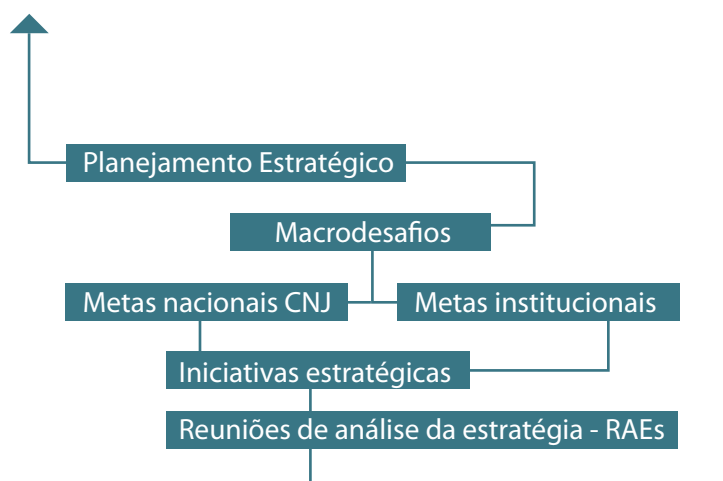 Planejamento Estratégico
Macrodesafios
Metas nacionais CNJ
Metas institucionais
Iniciativas estratégicas
Reuniões de análise da estratégia - RAEs